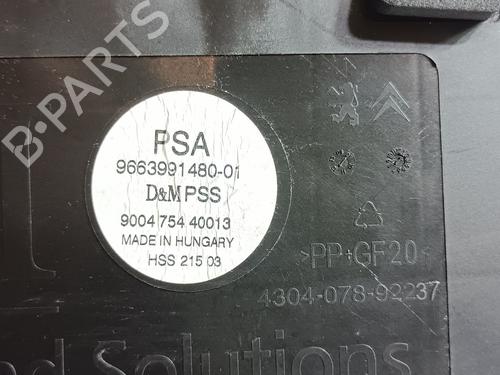 B-PARTS
PSA
9663991480-01
D&M PSS
9004 754 40013
MADE IN HUNGARY
HSS 215 03
>PP+GF20<
4304-078-92237
Solutions